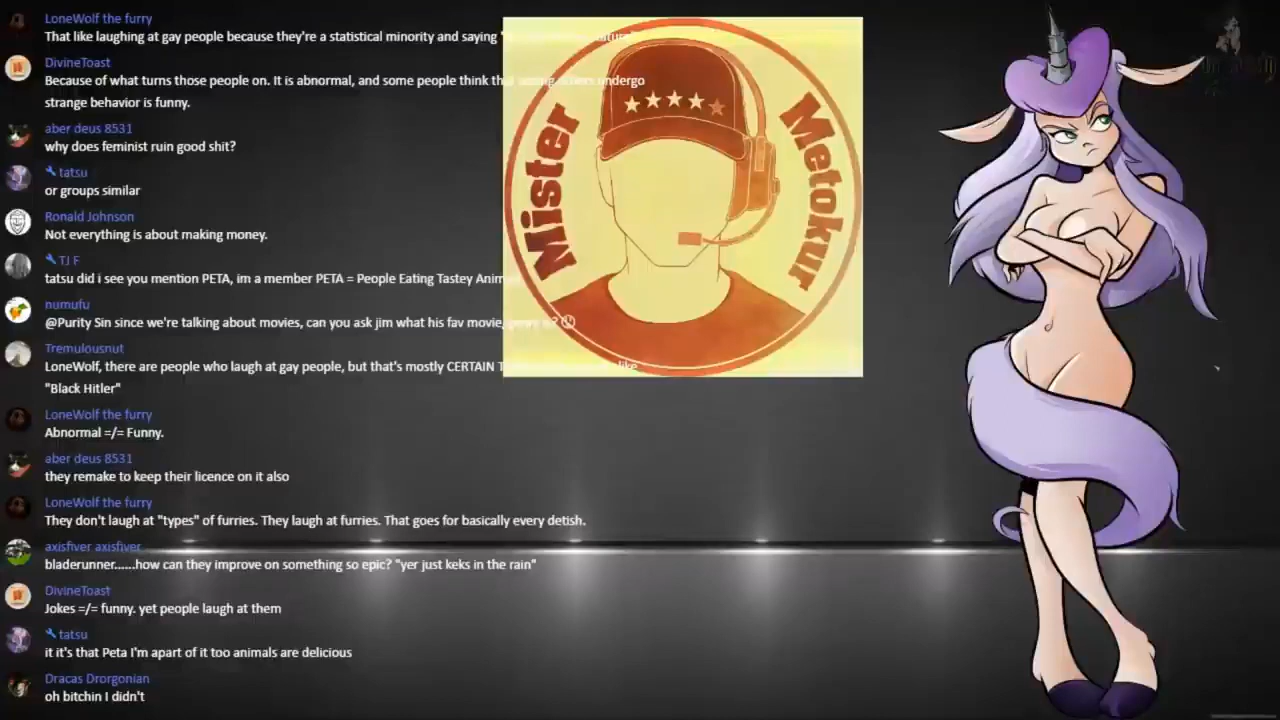 LoneWolf the furry
That like laughing at gay people because they're a statistical minority and saying "
DivineToast
Because of what turns those people on. It is abnormal, and some people think that undergo
strange behavior is funny.
aber deus 8531
why does feminist ruin good shit?
tatsu
or groups similar
Ronald Johnson
Not everything is about making money.
TJ F
tatsu did i see you mention PETA, im a member PETA = People Eating Tastey
numufu
@Purity Sin since we're talking about movies, can you ask jim what his fav movie,
Tremulousnut
LoneWolf, there are people who laugh at gay people, but that's mostly CERTAIN like
"Black Hitler"
LoneWolf the furry
Abnormal =/= Funny.
aber deus 8531
they remake to keep their licence on it also
LoneWolf the furry
They don't laugh at "types" of furries. They laugh at furries. That goes for basically every detish.
axisfiver axisfiver
bladerunner......how can they improve on something so epic? "yer just keks in the rain"
DivineToast
Jokes =/= funny. yet people laugh at them
tatsu
it it's that Peta I'm apart of it too animals are delicious
Dracas Drorgonian
oh bitchin I didn't
Mister
Metokur